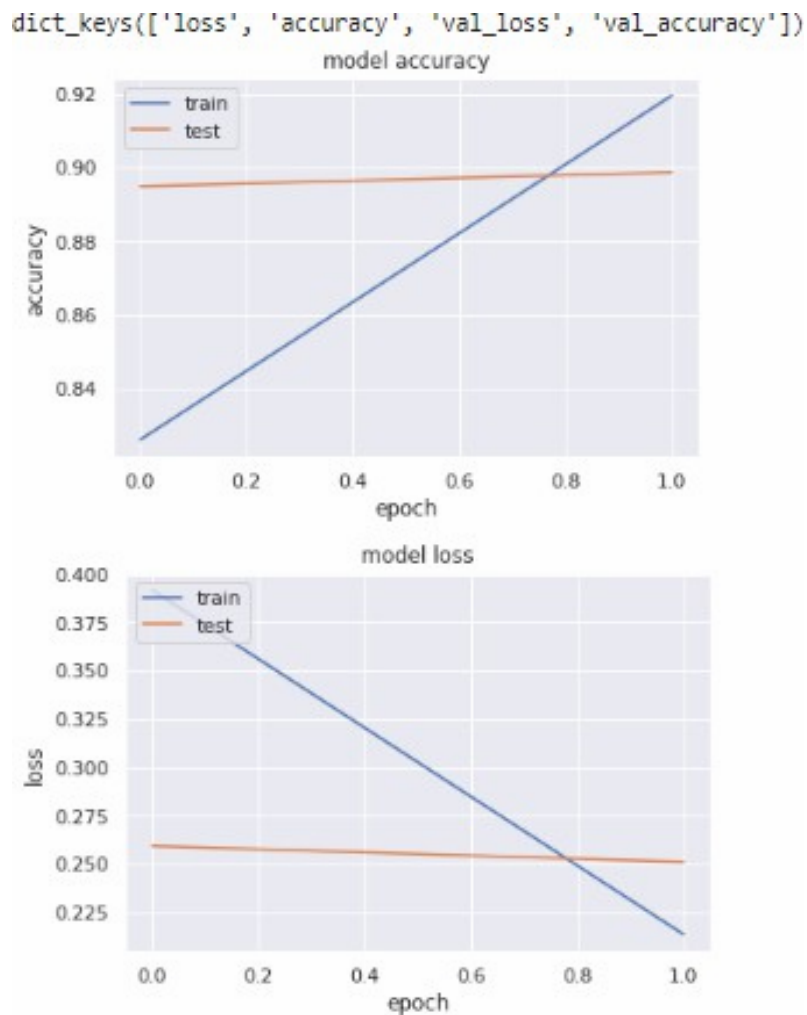 dict_keys(['loss', 'accuracy', 'val_loss', 'val_accuracy'])
model accuracy
train
test
0.92
0.90
0.88
0.86
0.84
accuracy
0.0 0.2 0.4 0.6 0.8 1.0
epoch
model loss
train
test
0.400
0.375
0.350
0.325
0.300
0.275
0.250
0.225
loss
0.0 0.2 0.4 0.6 0.8 1.0
epoch